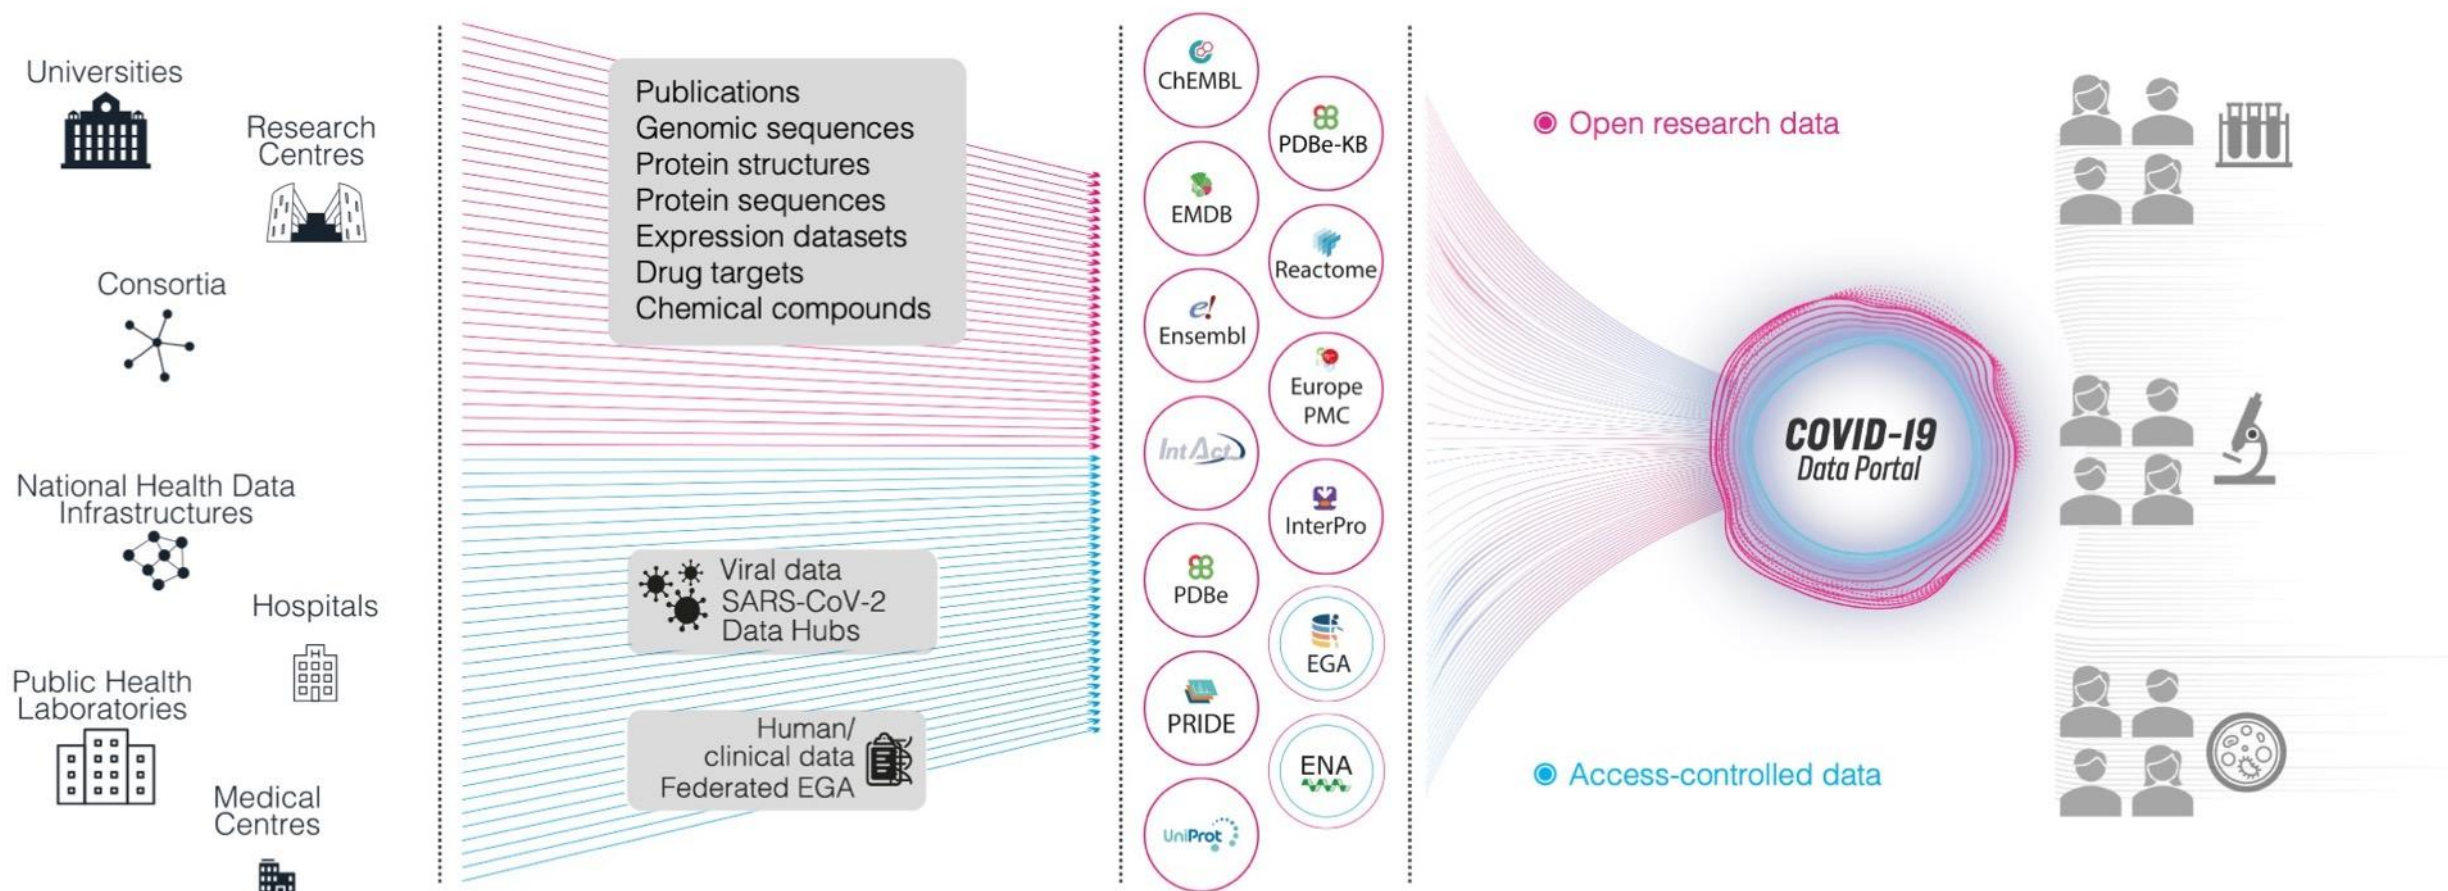 Universities
Research
Centres
Consortia
National Health Data
Infrastructures
Hospitals
Public Health
Laboratories
Medical
Centres
Publications
Genomic sequences
Protein structures
Protein sequences
Expression datasets
Drug targets
Chemical compounds
Viral data
SARS-CoV-2
Data Hubs
Human/
clinical data
Federated EGA
ChEMBL
PDBe-KB
EMDB
Reactome
e!
Ensembl
Europe
PMC
IntAct
InterPro
PDBe
EGA
PRIDE
ENA
UniProt
Open research data
COVID-19
Data Portal
Access-controlled data